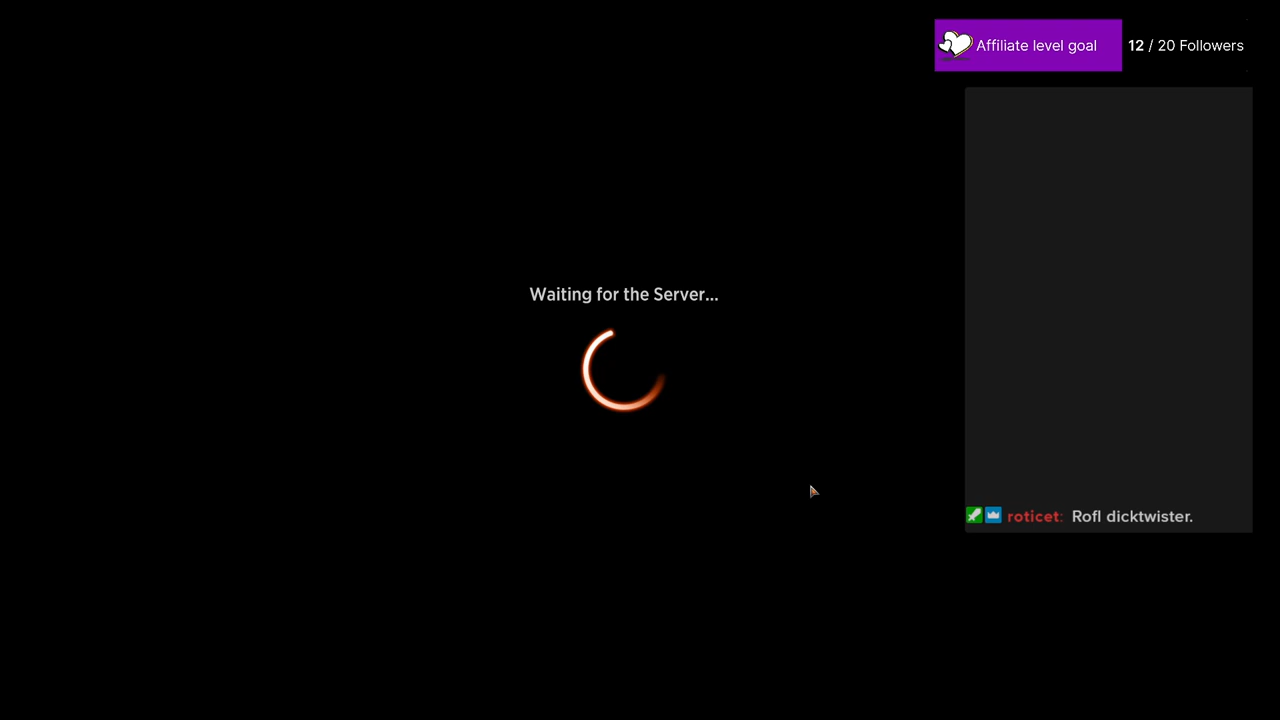 Affiliate level goal 12 / 20 Followers
Waiting for the Server...
roticet: Rofl dicktwister.